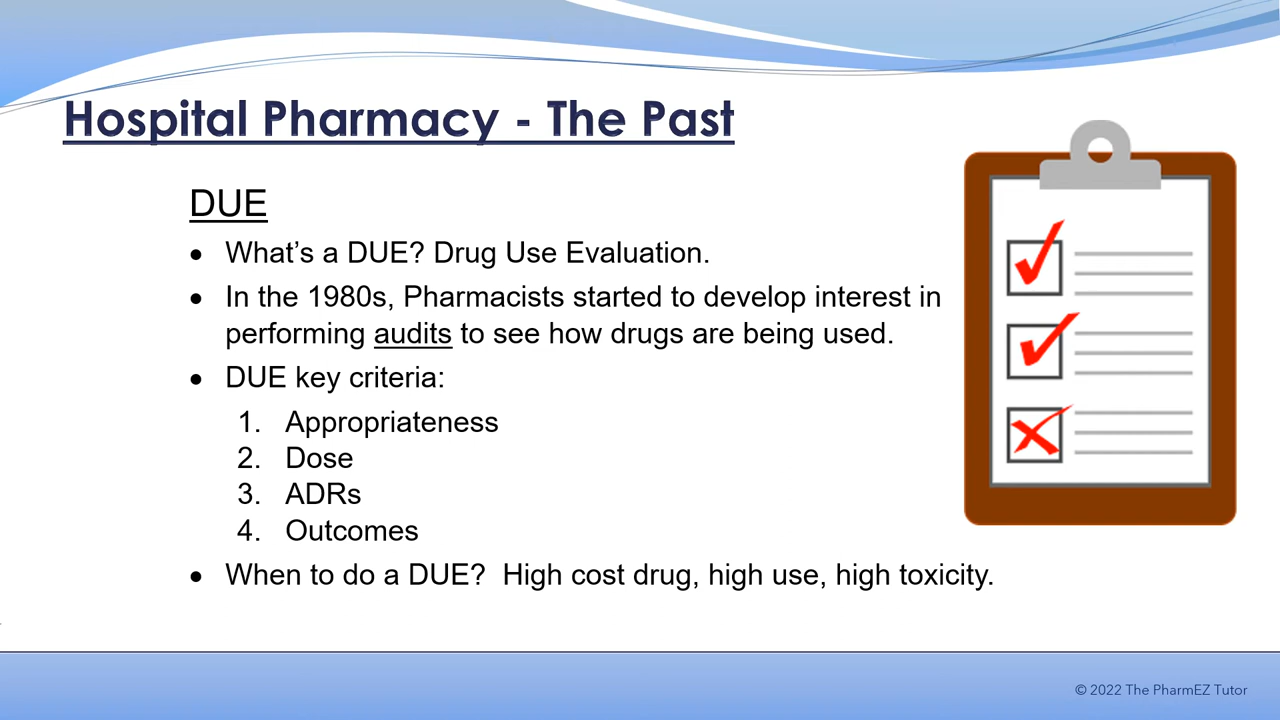 Hospital Pharmacy - The Past
DUE
• What's a DUE? Drug Use Evaluation.
• In the 1980s, Pharmacists started to develop interest in
performing audits to see how drugs are being used.
• DUE key criteria:
1. Appropriateness
2. Dose
3. ADRs
4. Outcomes
• When to do a DUE?  High cost drug, high use, high toxicity.
© 2022 The PharmEZ Tutor